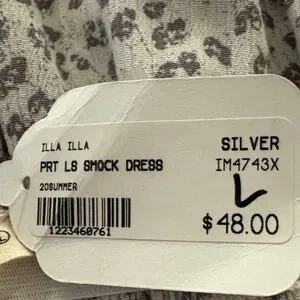 ILLA ILLA
SILVER
PRT LS SMOCK DRESS
IM4743X
20SUMMER
L
$48.00
1223460761
L